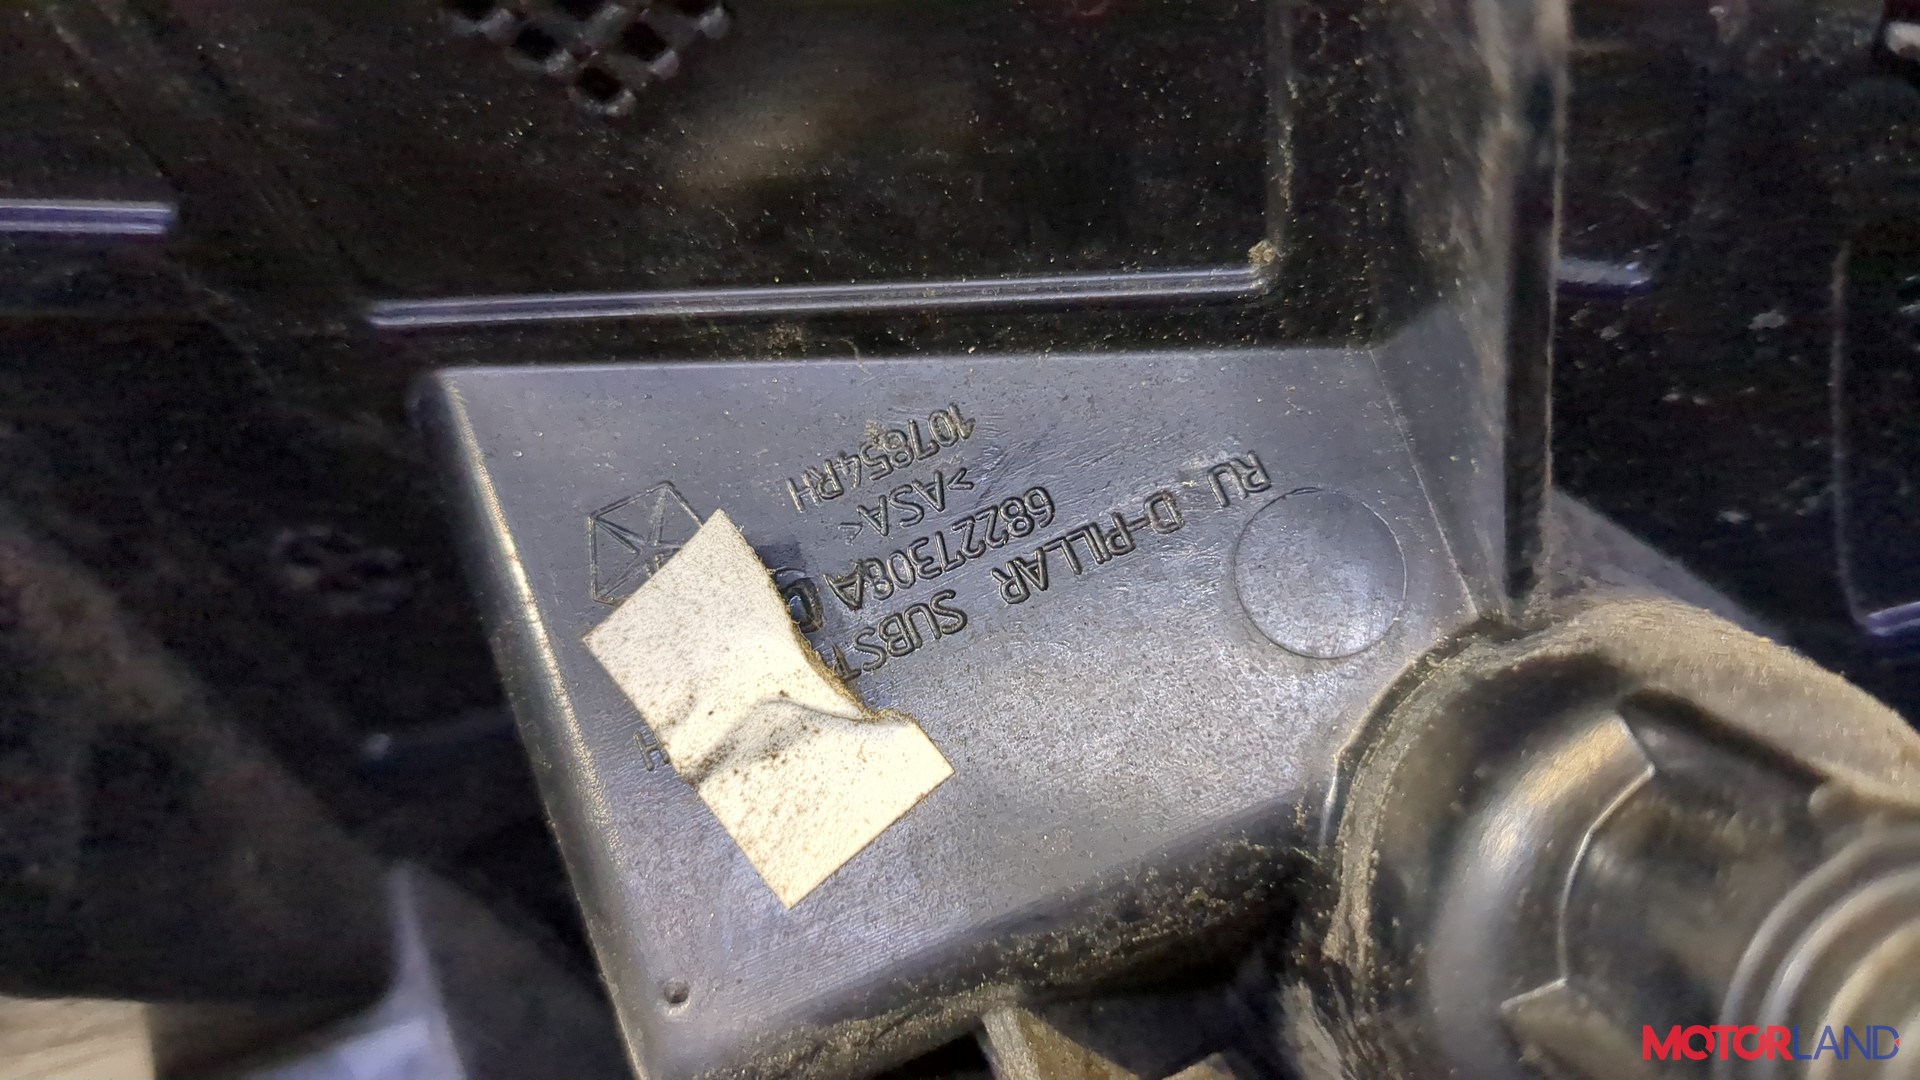 RU D-PILLAR SUBST
68227308A
>ASA<
107854RH
MOTORLAND